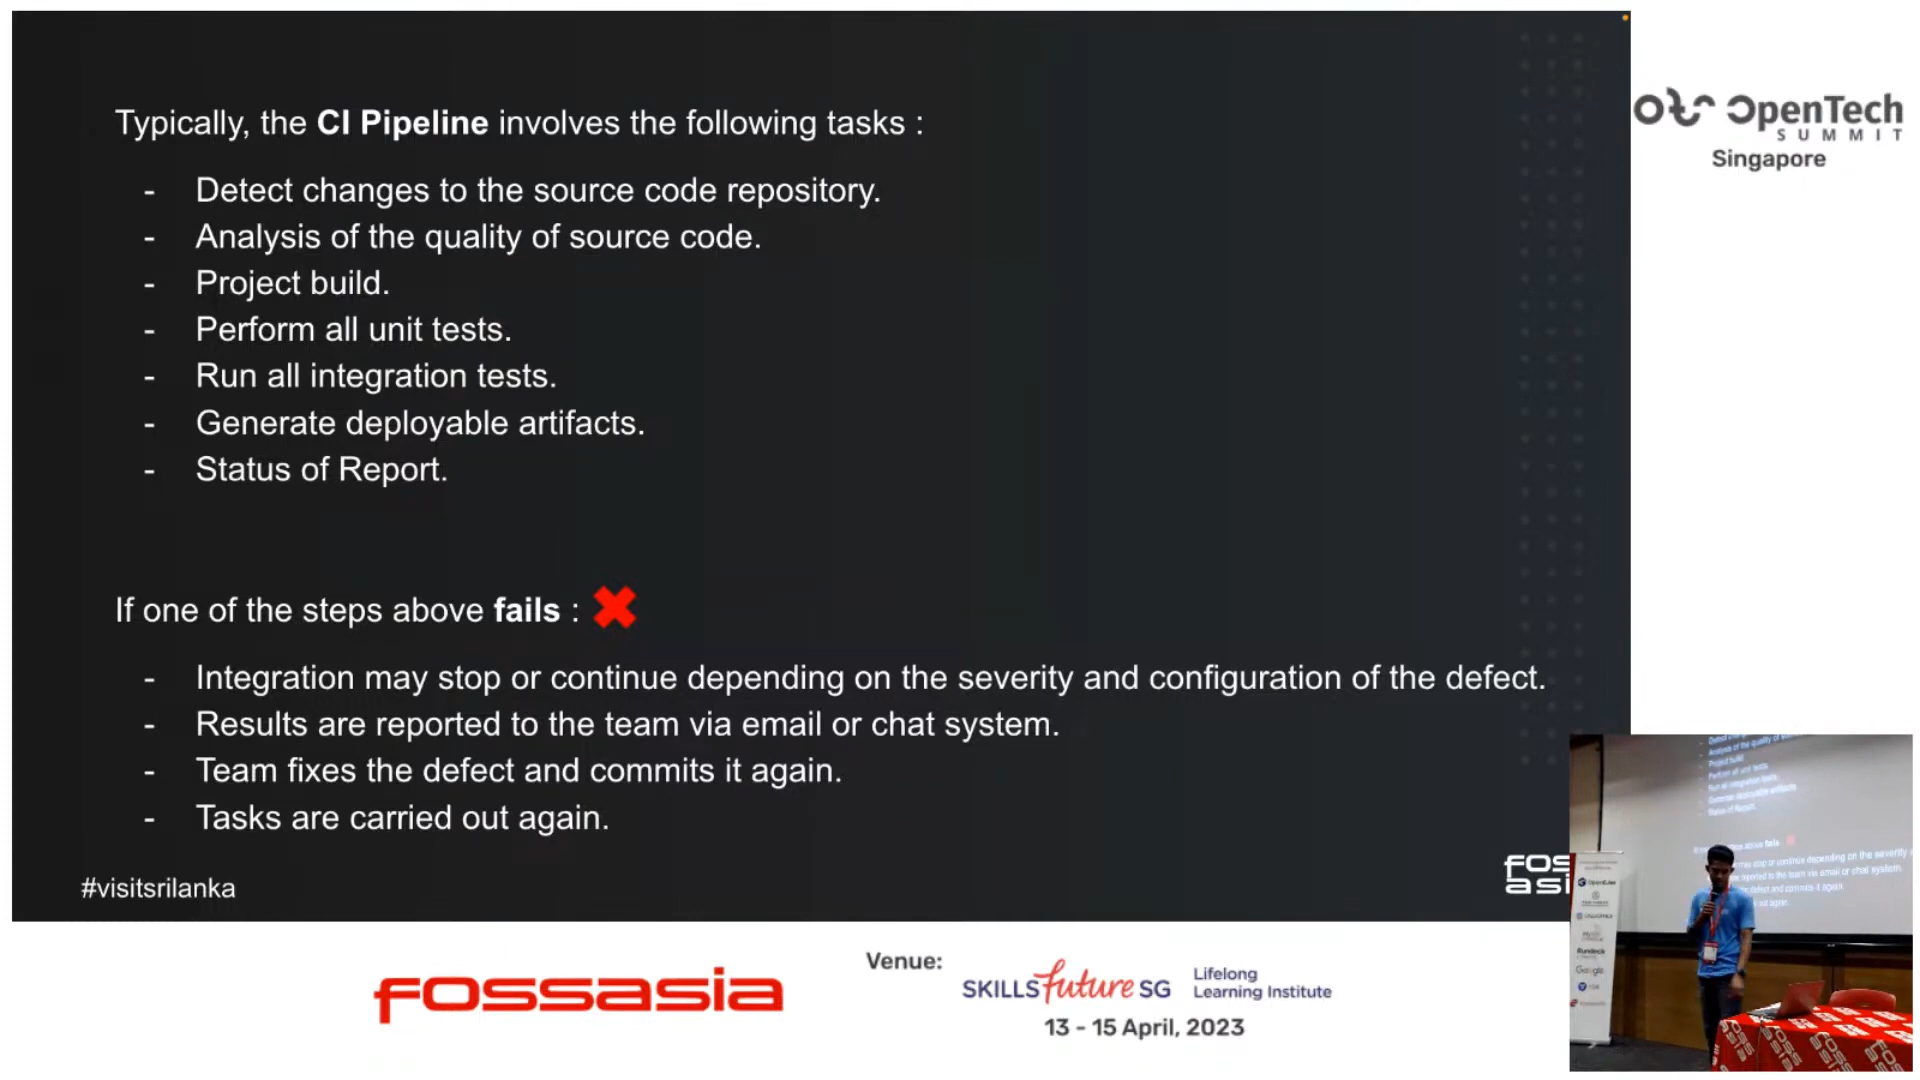 Typically, the CI Pipeline involves the following tasks :
- Detect changes to the source code repository.
- Analysis of the quality of source code.
- Project build.
- Perform all unit tests.
- Run all integration tests.
- Generate deployable artifacts.
- Status of Report.
If one of the steps above fails :
- Integration may stop or continue depending on the severity and configuration of the defect.
- Results are reported to the team via email or chat system.
- Team fixes the defect and commits it again.
- Tasks are carried out again.
#visitsrilanka
OpenTech
SUMMIT
Singapore
fossasia
Venue:
SKILLSfuture SG
Lifelong
Learning Institute
13 - 15 April, 2023
Google